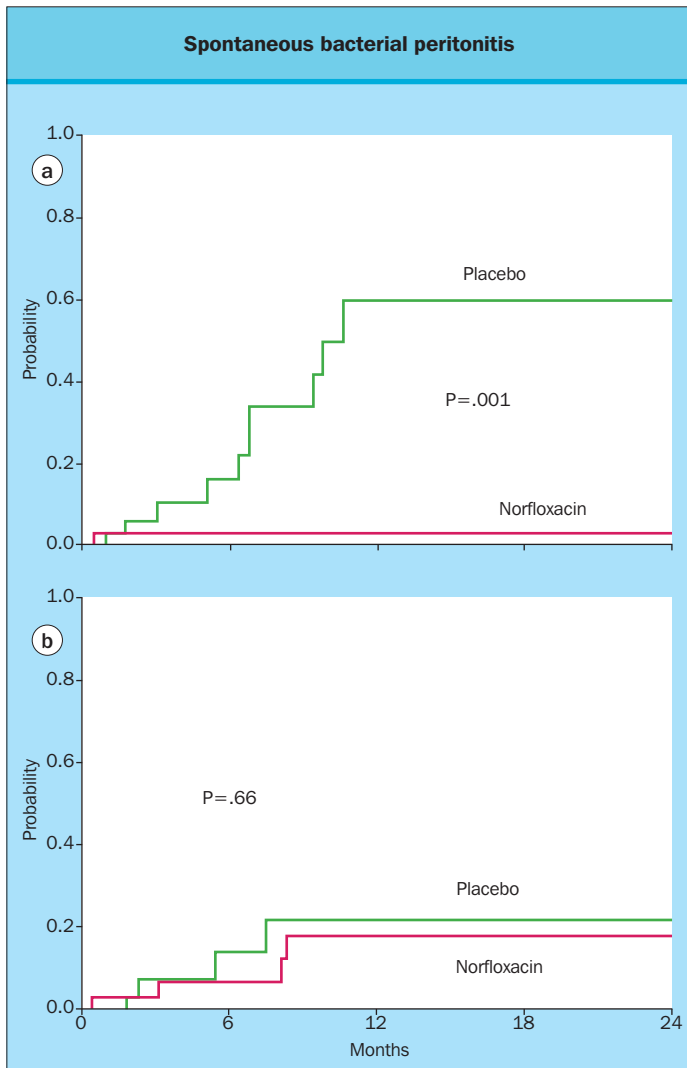 Spontaneous bacterial peritonitis
a
1.0
0.8
0.6
0.4
0.2
0.0
Probability
Placebo
P=.001
Norfloxacin
b
1.0
0.8
0.6
0.4
0.2
0.0
Probability
P=.66
Placebo
Norfloxacin
0 6 12 18 24
Months